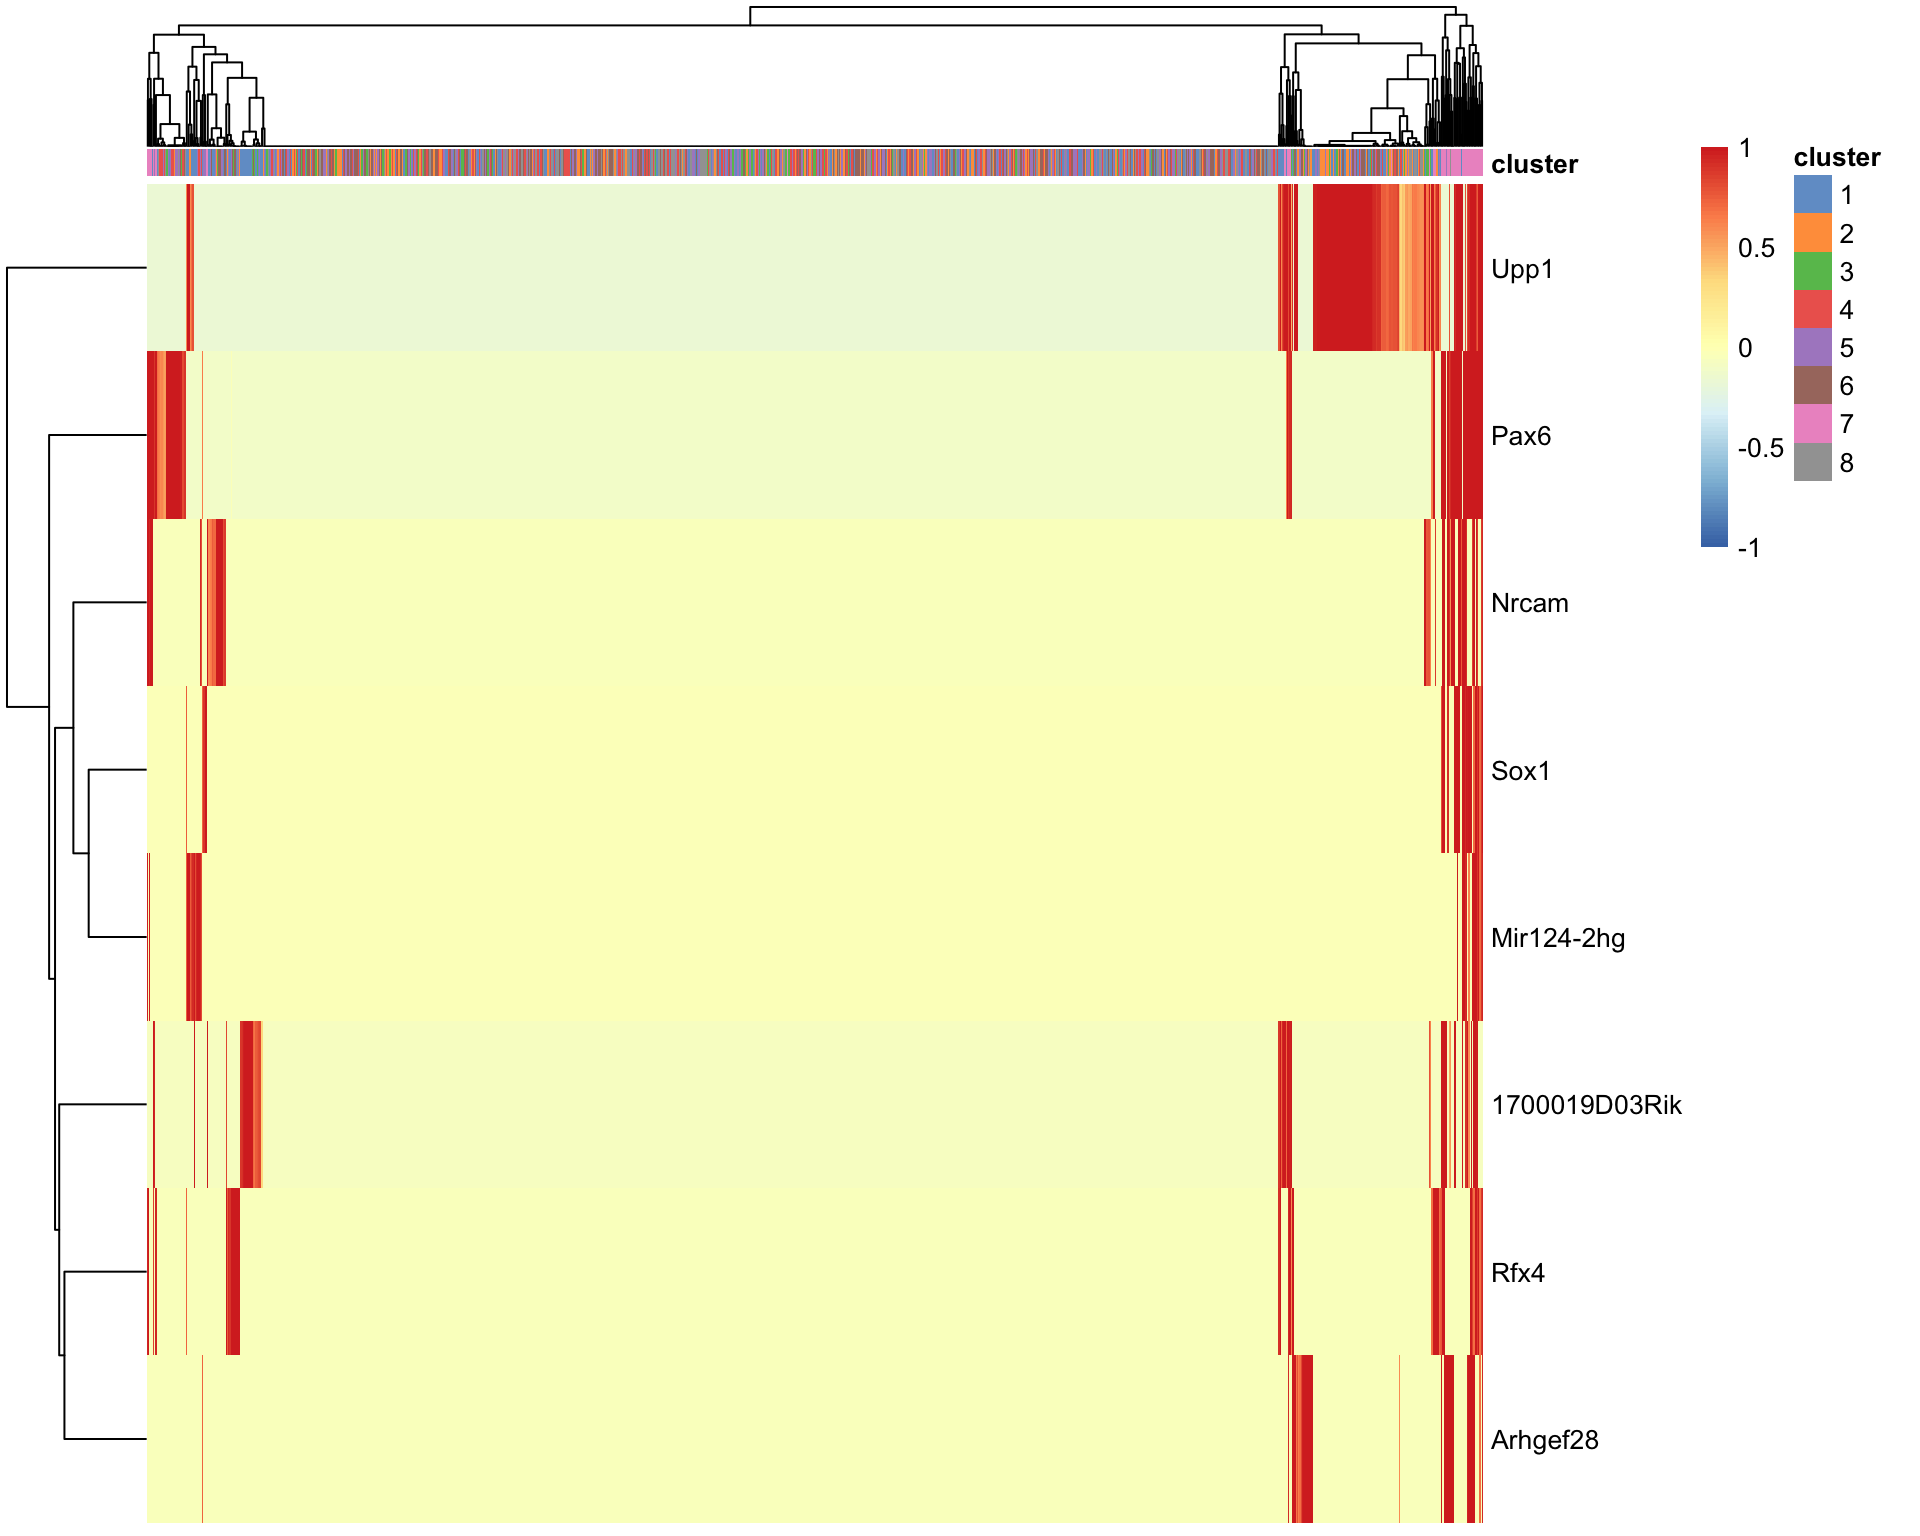 cluster
Upp1
Pax6
Nrcam
Sox1
Mir124-2hg
1700019D03Rik
Rfx4
Arhgef28
1
0.5
0
-0.5
-1
cluster
1
2
3
4
5
6
7
8